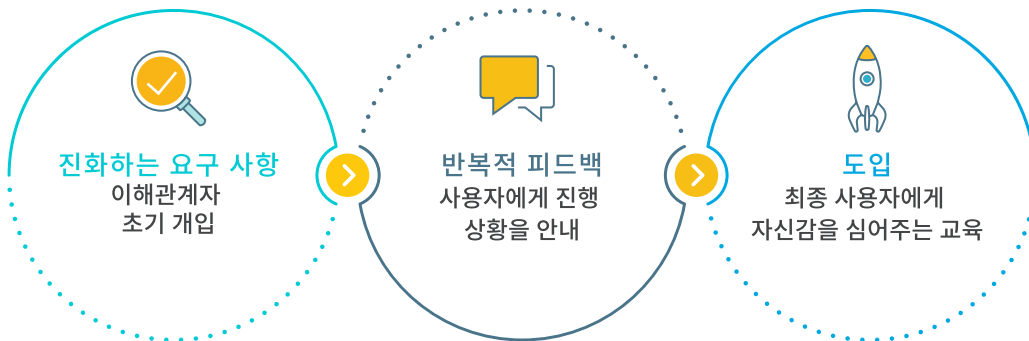 진화하는 요구 사항
이해관계자
초기 개입
반복적 피드백
사용자에게 진행
상황을 안내
도입
최종 사용자에게
자신감을 심어주는 교육